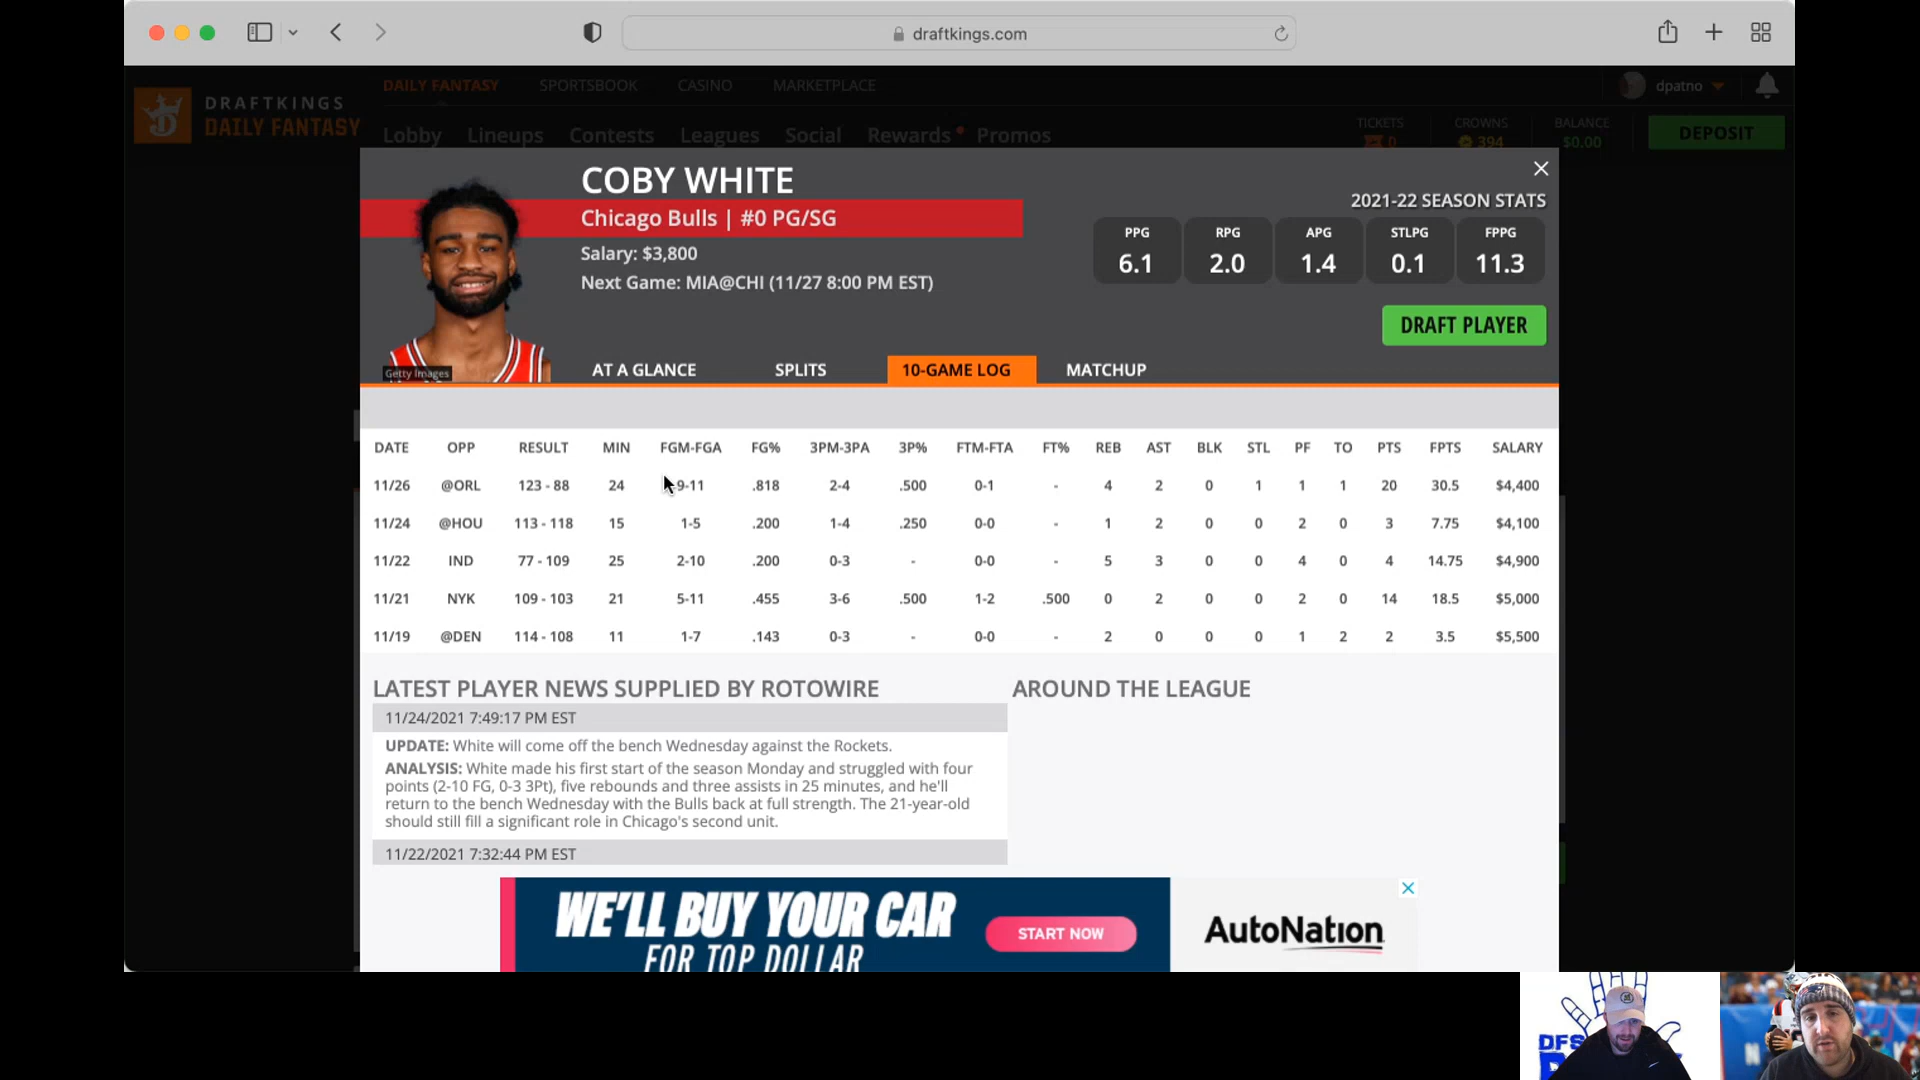 draftkings.com
DRAFTKINGS
DAILY FANTASY
DAILY FANTASY SPORTSBOOK CASINO MARKETPLACE
dpatno
Lobby Lineups Contests Leagues Social Rewards Promos
TICKETS CROWNS BALANCE
0 394 $0.00
DEPOSIT
COBY WHITE
Chicago Bulls | #0 PG/SG
Salary: $3,800
Next Game: MIA@CHI (11/27 8:00 PM EST)
2021-22 SEASON STATS
PPG RPG APG STLPG FPPG
6.1 2.0 1.4 0.1 11.3
DRAFT PLAYER
Getty Images
AT A GLANCE SPLITS 10-GAME LOG MATCHUP
DATE OPP RESULT MIN FGM-FGA FG% 3PM-3PA 3P% FTM-FTA FT% REB AST BLK STL PF TO PTS FPTS SALARY
11/26 @ORL 123 - 88 24 9-11 .818 2-4 .500 0-1 - 4 2 0 1 1 1 20 30.5 $4,400
11/24 @HOU 113 - 118 15 1-5 .200 1-4 .250 0-0 - 1 2 0 0 2 0 3 7.75 $4,100
11/22 IND 77 - 109 25 2-10 .200 0-3 - 0-0 - 5 3 0 0 4 0 4 14.75 $4,900
11/21 NYK 109 - 103 21 5-11 .455 3-6 .500 1-2 .500 0 2 0 0 2 0 14 18.5 $5,000
11/19 @DEN 114 - 108 11 1-7 .143 0-3 - 0-0 - 2 0 0 0 1 2 2 3.5 $5,500
LATEST PLAYER NEWS SUPPLIED BY ROTOWIRE
11/24/2021 7:49:17 PM EST
UPDATE: White will come off the bench Wednesday against the Rockets.
ANALYSIS: White made his first start of the season Monday and struggled with four
points (2-10 FG, 0-3 3Pt), five rebounds and three assists in 25 minutes, and he'll
return to the bench Wednesday with the Bulls back at full strength. The 21-year-old
should still fill a significant role in Chicago's second unit.
11/22/2021 7:32:44 PM EST
AROUND THE LEAGUE
WE'LL BUY YOUR CAR
FOR TOP DOLLAR
START NOW
AutoNation
DFS